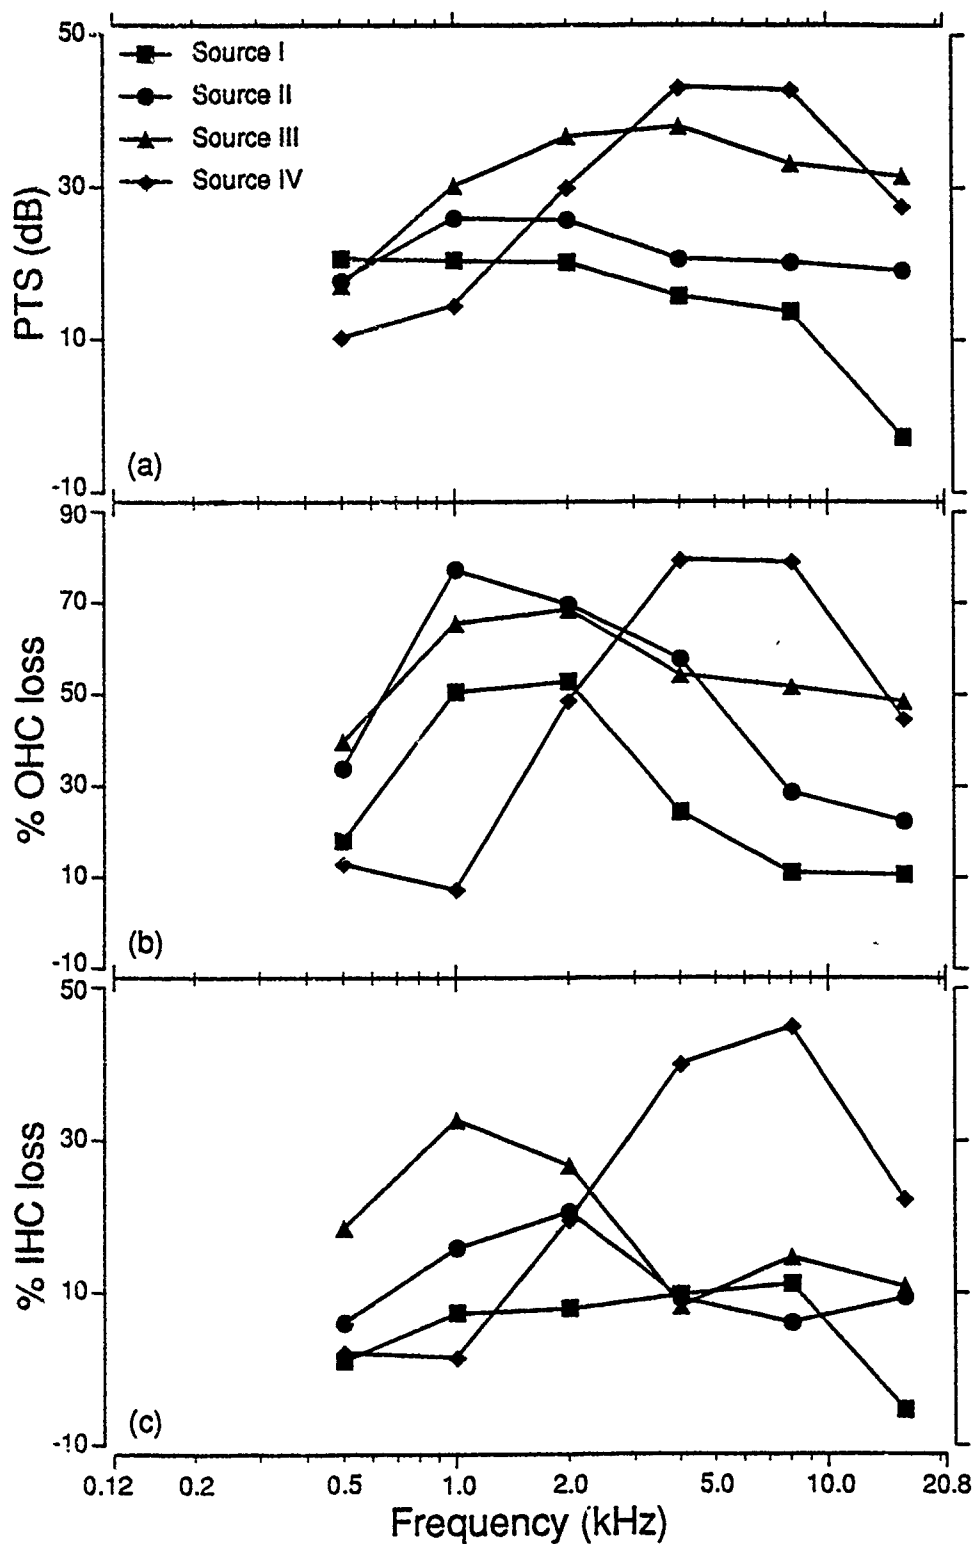 50
Source I
Source II
Source III
Source IV
30
PTS (dB)
10
(a)
-10
90
70
50
% OHC loss
30
10
(b)
-10
50
30
% IHC loss
10
(c)
-10
0.12 0.2 0.5 1.0 2.0 5.0 10.0 20.8
Frequency (kHz)